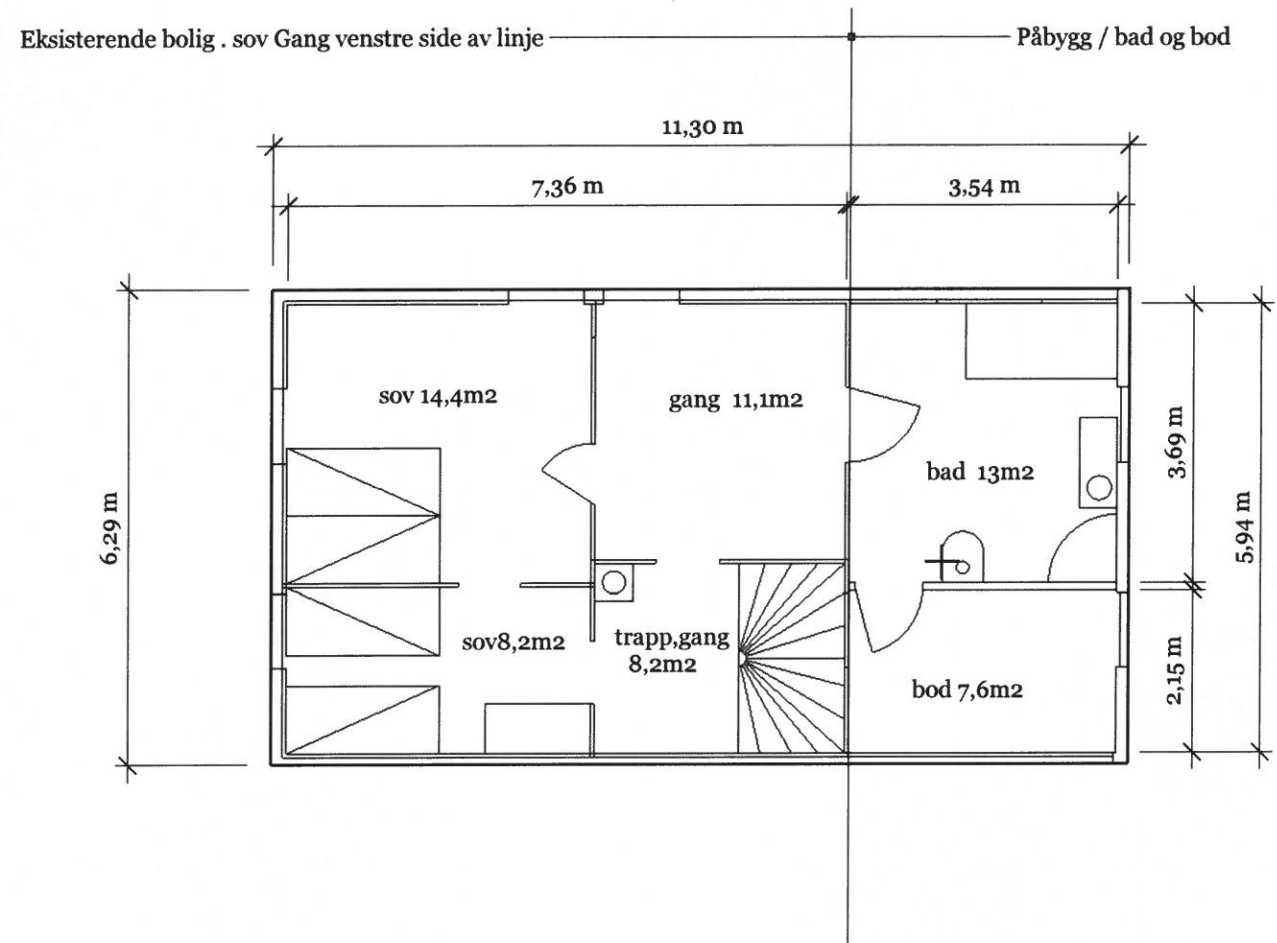 Eksisterende bolig . sov Gang venstre side av linje
Påbygg / bad og bod
11,30 m
7,36 m
3,54 m
sov 14,4m2
gang 11,1m2
bad 13m2
3,69 m
6,29 m
5,94 m
sov8,2m2
trapp,gang
8,2m2
bod 7,6m2
2,15 m